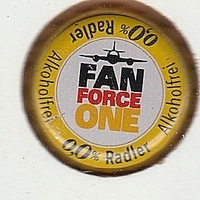 0,0% Radler
Alkoholfrei
FAN
FORCE
ONE
Alkoholfrei
0,0% Radler